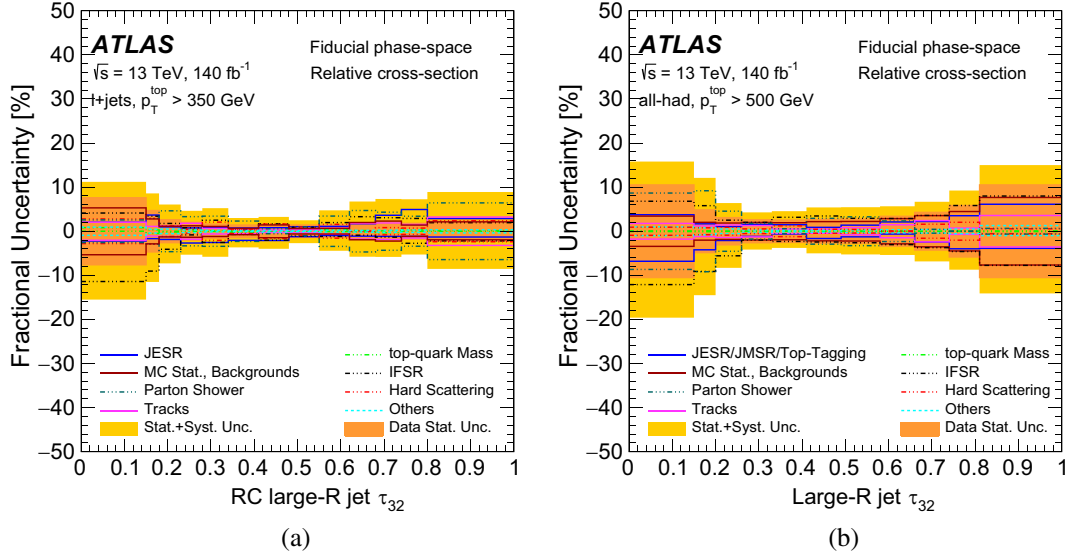 Fractional Uncertainty [%]
50
40
30
20
10
0
−10
−20
−30
−40
−50
ATLAS
Fiducial phase-space
√s = 13 TeV, 140 fb⁻¹
Relative cross-section
l+jets, p_T^top > 350 GeV
JESR
MC Stat., Backgrounds
Parton Shower
Tracks
Stat.+Syst. Unc.
top-quark Mass
IFSR
Hard Scattering
Others
Data Stat. Unc.
0 0.1 0.2 0.3 0.4 0.5 0.6 0.7 0.8 0.9 1
RC large-R jet τ₃₂
(a)
Fractional Uncertainty [%]
50
40
30
20
10
0
−10
−20
−30
−40
−50
ATLAS
Fiducial phase-space
√s = 13 TeV, 140 fb⁻¹
Relative cross-section
all-had, p_T^top > 500 GeV
JESR/JMSR/Top-Tagging
MC Stat., Backgrounds
Parton Shower
Tracks
Stat.+Syst. Unc.
top-quark Mass
IFSR
Hard Scattering
Others
Data Stat. Unc.
0 0.1 0.2 0.3 0.4 0.5 0.6 0.7 0.8 0.9 1
Large-R jet τ₃₂
(b)